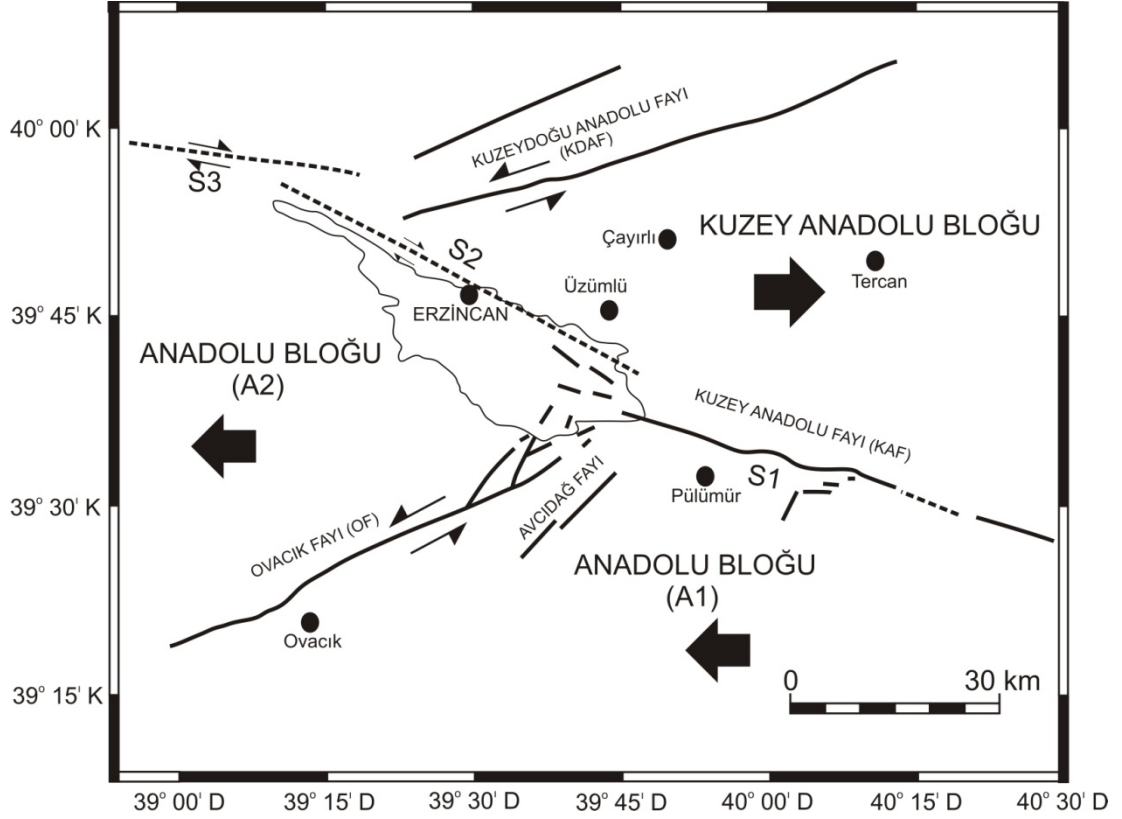 40° 00' K
39° 45' K
39° 30' K
39° 15' K
KUZEYDOĞU ANADOLU FAYI
(KDAF)
S3
S2
KUZEY ANADOLU BLOĞU
Çayırlı
Tercan
Üzümlü
ERZİNCAN
ANADOLU BLOĞU
(A2)
KUZEY ANADOLU FAYI (KAF)
S1
Pülümür
AVCIDAĞ FAYI
OVACIK FAYI (OF)
ANADOLU BLOĞU
(A1)
Ovacık
0 30 km
39° 00' D 39° 15' D 39° 30' D 39° 45' D 40° 00' D 40° 15' D 40° 30' D